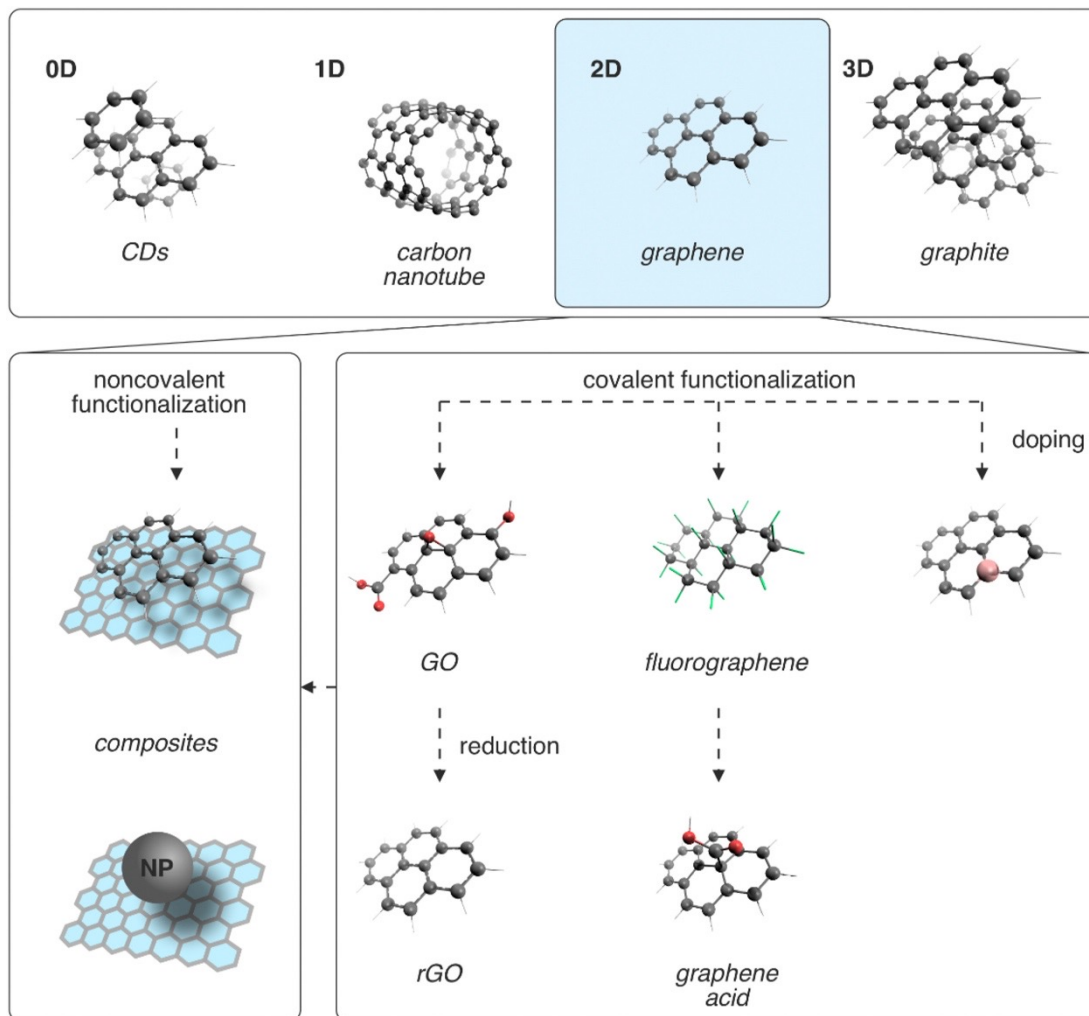 0D
1D
2D
3D
CDs
carbon
nanotube
graphene
graphite
noncovalent
functionalization
composites
NP
covalent functionalization
doping
GO
fluorographene
reduction
rGO
graphene
acid